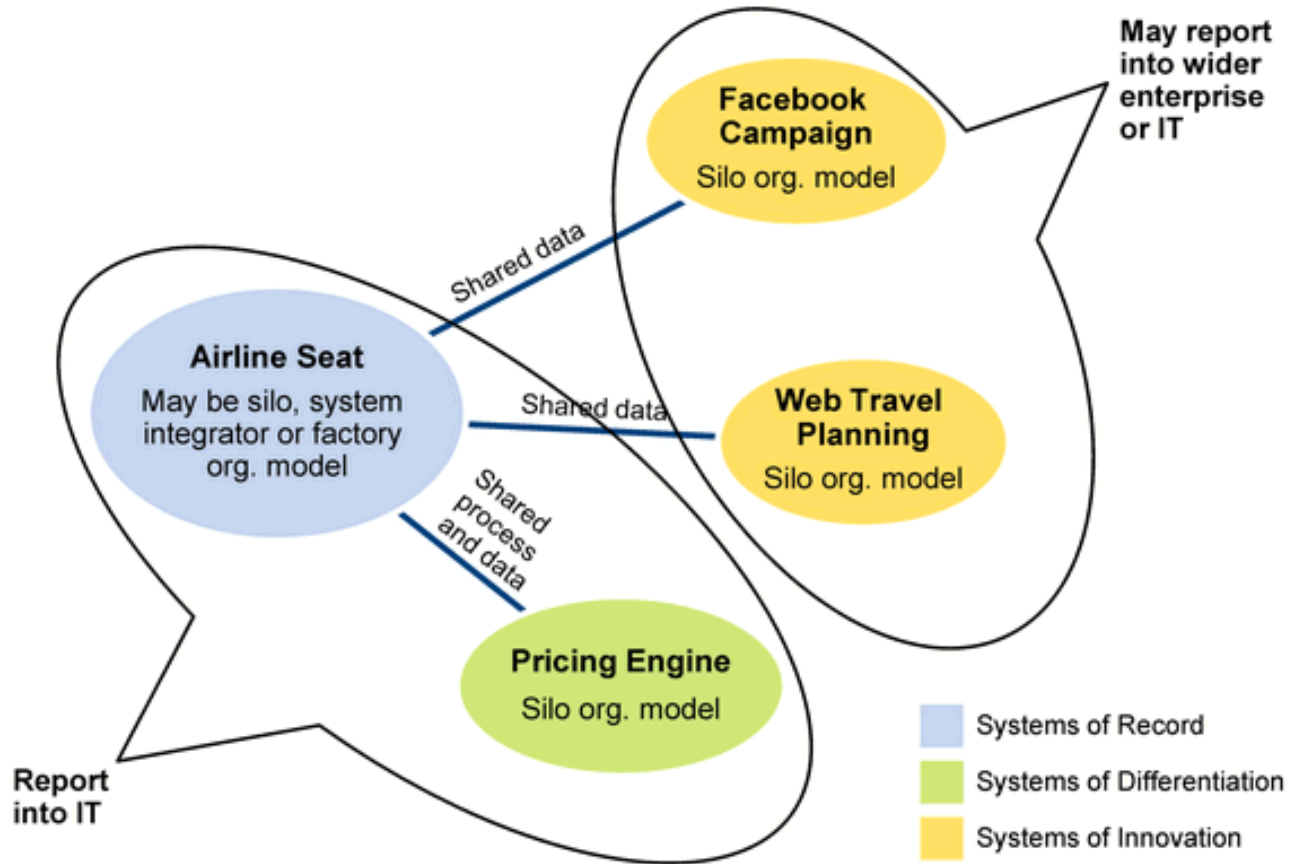 May report
into wider
enterprise
or IT
Facebook
Campaign
Silo org. model
Shared data
Airline Seat
May be silo, system
integrator or factory
org. model
Shared data
Web Travel
Planning
Silo org. model
Shared
process
and data
Pricing Engine
Silo org. model
Report
into IT
Systems of Record
Systems of Differentiation
Systems of Innovation